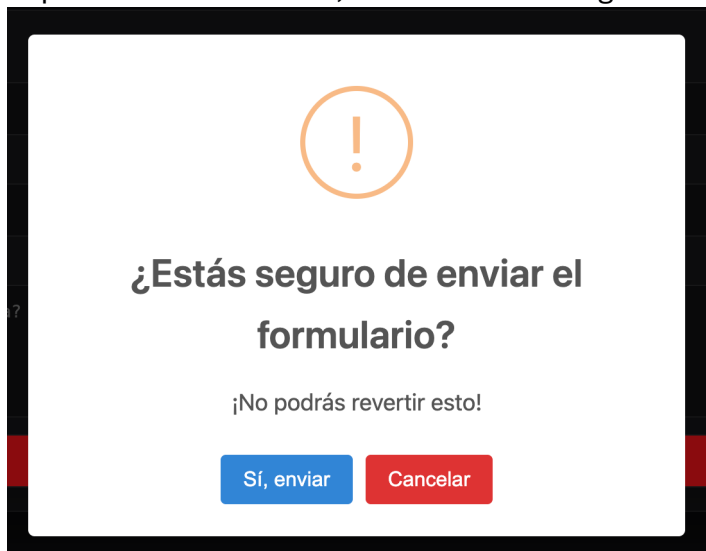 ¿Estás seguro de enviar el
formulario?
¡No podrás revertir esto!
Sí, enviar
Cancelar